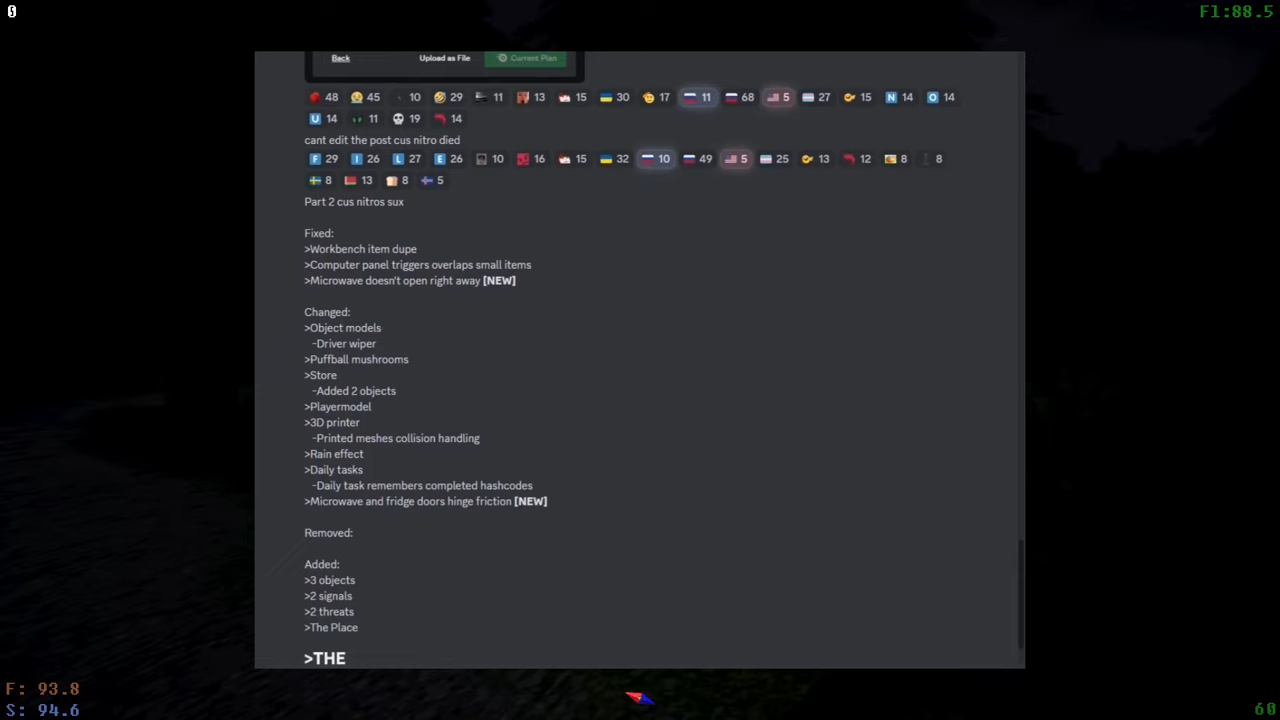 0
F1:88.5
Back Upload as File Current Plan
48 45 10 29 11 13 15 30 17 11 68 5 27 15 N 14 O 14
U 14 11 19 14
cant edit the post cus nitro died
F 29 I 26 L 27 E 26 10 16 15 32 10 49 5 25 13 12 8 8
8 13 8 5
Part 2 cus nitros sux
Fixed:
>Workbench item dupe
>Computer panel triggers overlaps small items
>Microwave doesn't open right away [NEW]
Changed:
>Object models
-Driver wiper
>Puffball mushrooms
>Store
-Added 2 objects
>Playermodel
>3D printer
-Printed meshes collision handling
>Rain effect
>Daily tasks
-Daily task remembers completed hashcodes
>Microwave and fridge doors hinge friction [NEW]
Removed:
Added:
>3 objects
>2 signals
>2 threats
>The Place
>THE
F: 93.8
S: 94.6
60